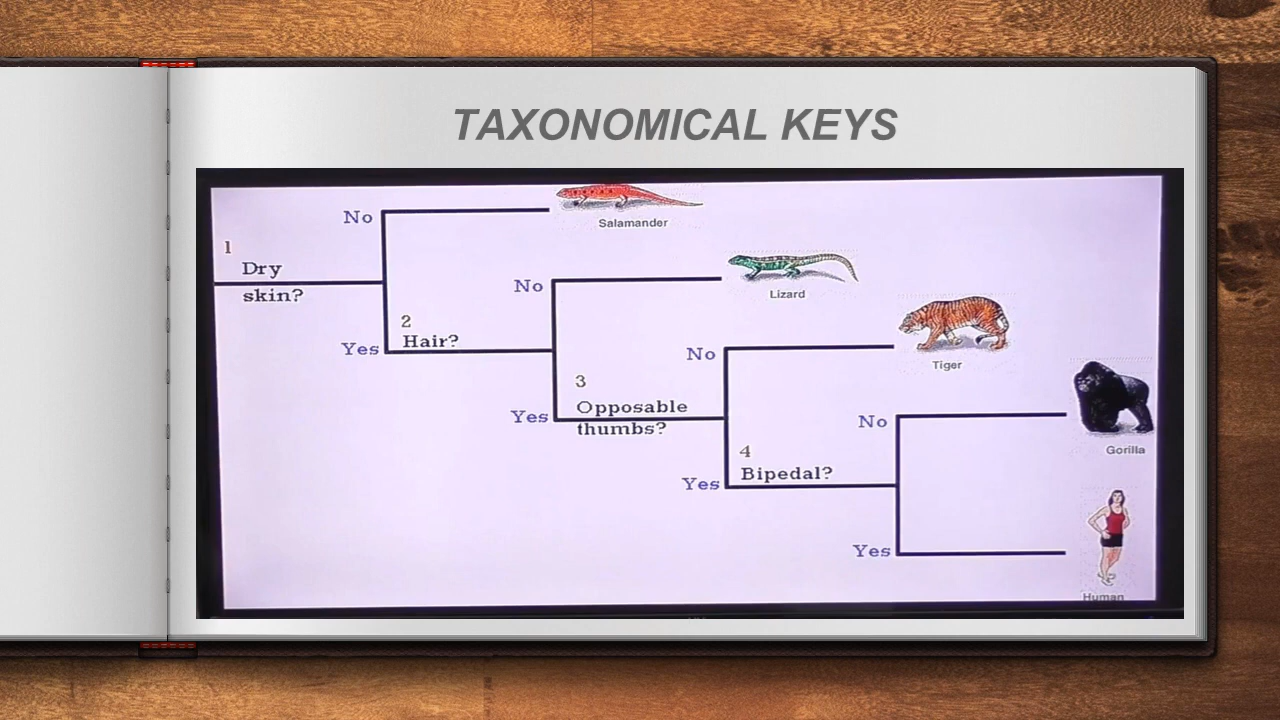 TAXONOMICAL KEYS
No
Salamander
1
Dry
skin?
No
Lizard
2
Hair?
Yes
No
Tiger
3
Opposable
thumbs?
Yes
No
Gorilla
4
Bipedal?
Yes
Yes
Human